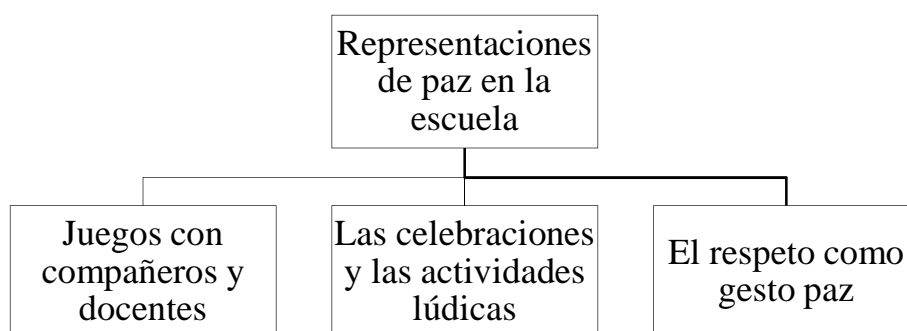 Representaciones
de paz en la
escuela
Juegos con
compañeros y
docentes
Las celebraciones
y las actividades
lúdicas
El respeto como
gesto paz